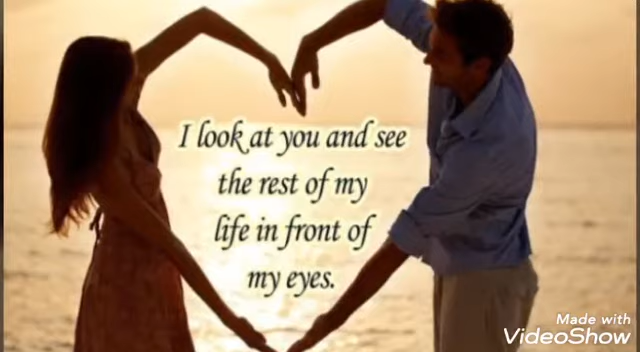 I look at you and see
the rest of my
life in front of
my eyes.
Made with
VideoShow